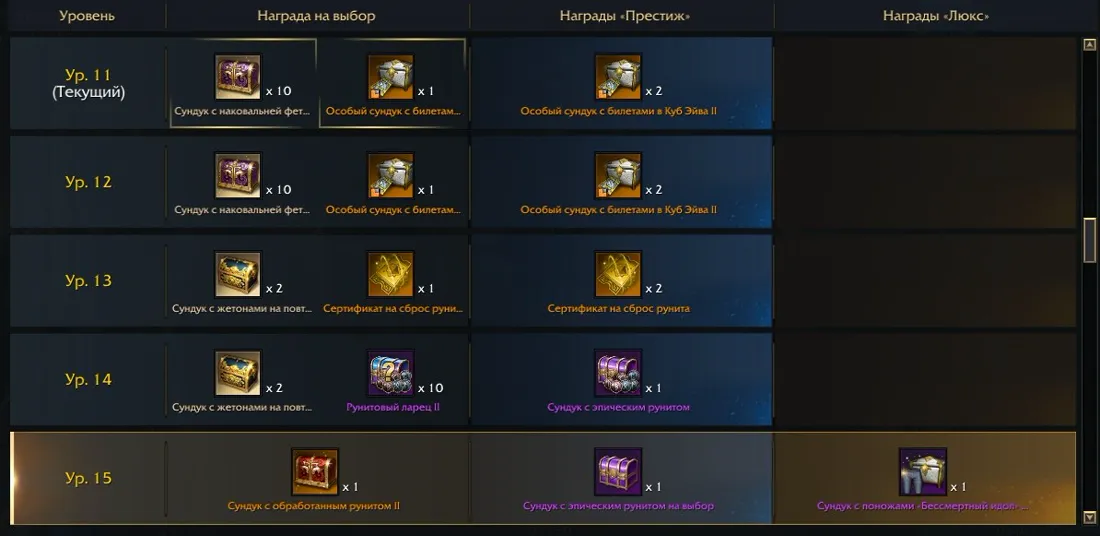 Уровень
Награда на выбор
Награды «Престиж»
Награды «Люкс»
Ур. 11
(Текущий)
x 10
Сундук с наковальней фет...
x 1
Особый сундук с билетам...
x 2
Особый сундук с билетами в Куб Эйва II
Ур. 12
x 10
Сундук с наковальней фет...
x 1
Особый сундук с билетам...
x 2
Особый сундук с билетами в Куб Эйва II
Ур. 13
x 2
Сундук с жетонами на повт...
x 1
Сертификат на сброс руни...
x 2
Сертификат на сброс рунита
Ур. 14
x 2
Сундук с жетонами на повт...
x 10
Рунитовый ларец II
x 1
Сундук с эпическим рунитом
Ур. 15
x 1
Сундук с обработанным рунитом II
x 1
Сундук с эпическим рунитом на выбор
x 1
Сундук с поножами «Бессмертный идол» ...